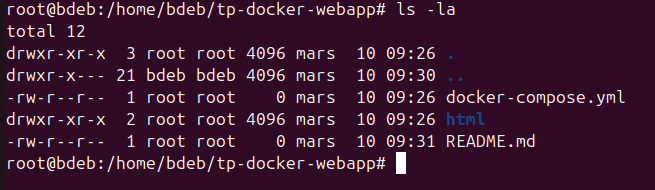 root@bdeb:/home/bdeb/tp-docker-webapp# ls -la
total 12
drwxr-xr-x  3 root root 4096 mars  10 09:26 .
drwxr-x--- 21 bdeb bdeb 4096 mars  10 09:30 ..
-rw-r--r--  1 root root    0 mars  10 09:26 docker-compose.yml
drwxr-xr-x  2 root root 4096 mars  10 09:26 html
-rw-r--r--  1 root root    0 mars  10 09:31 README.md
root@bdeb:/home/bdeb/tp-docker-webapp#